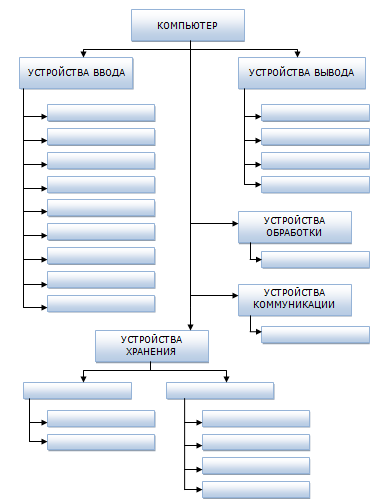 КОМПЬЮТЕР
УСТРОЙСТВА ВВОДА
УСТРОЙСТВА ВЫВОДА
УСТРОЙСТВА
ОБРАБОТКИ
УСТРОЙСТВА
КОММУНИКАЦИИ
УСТРОЙСТВА
ХРАНЕНИЯ